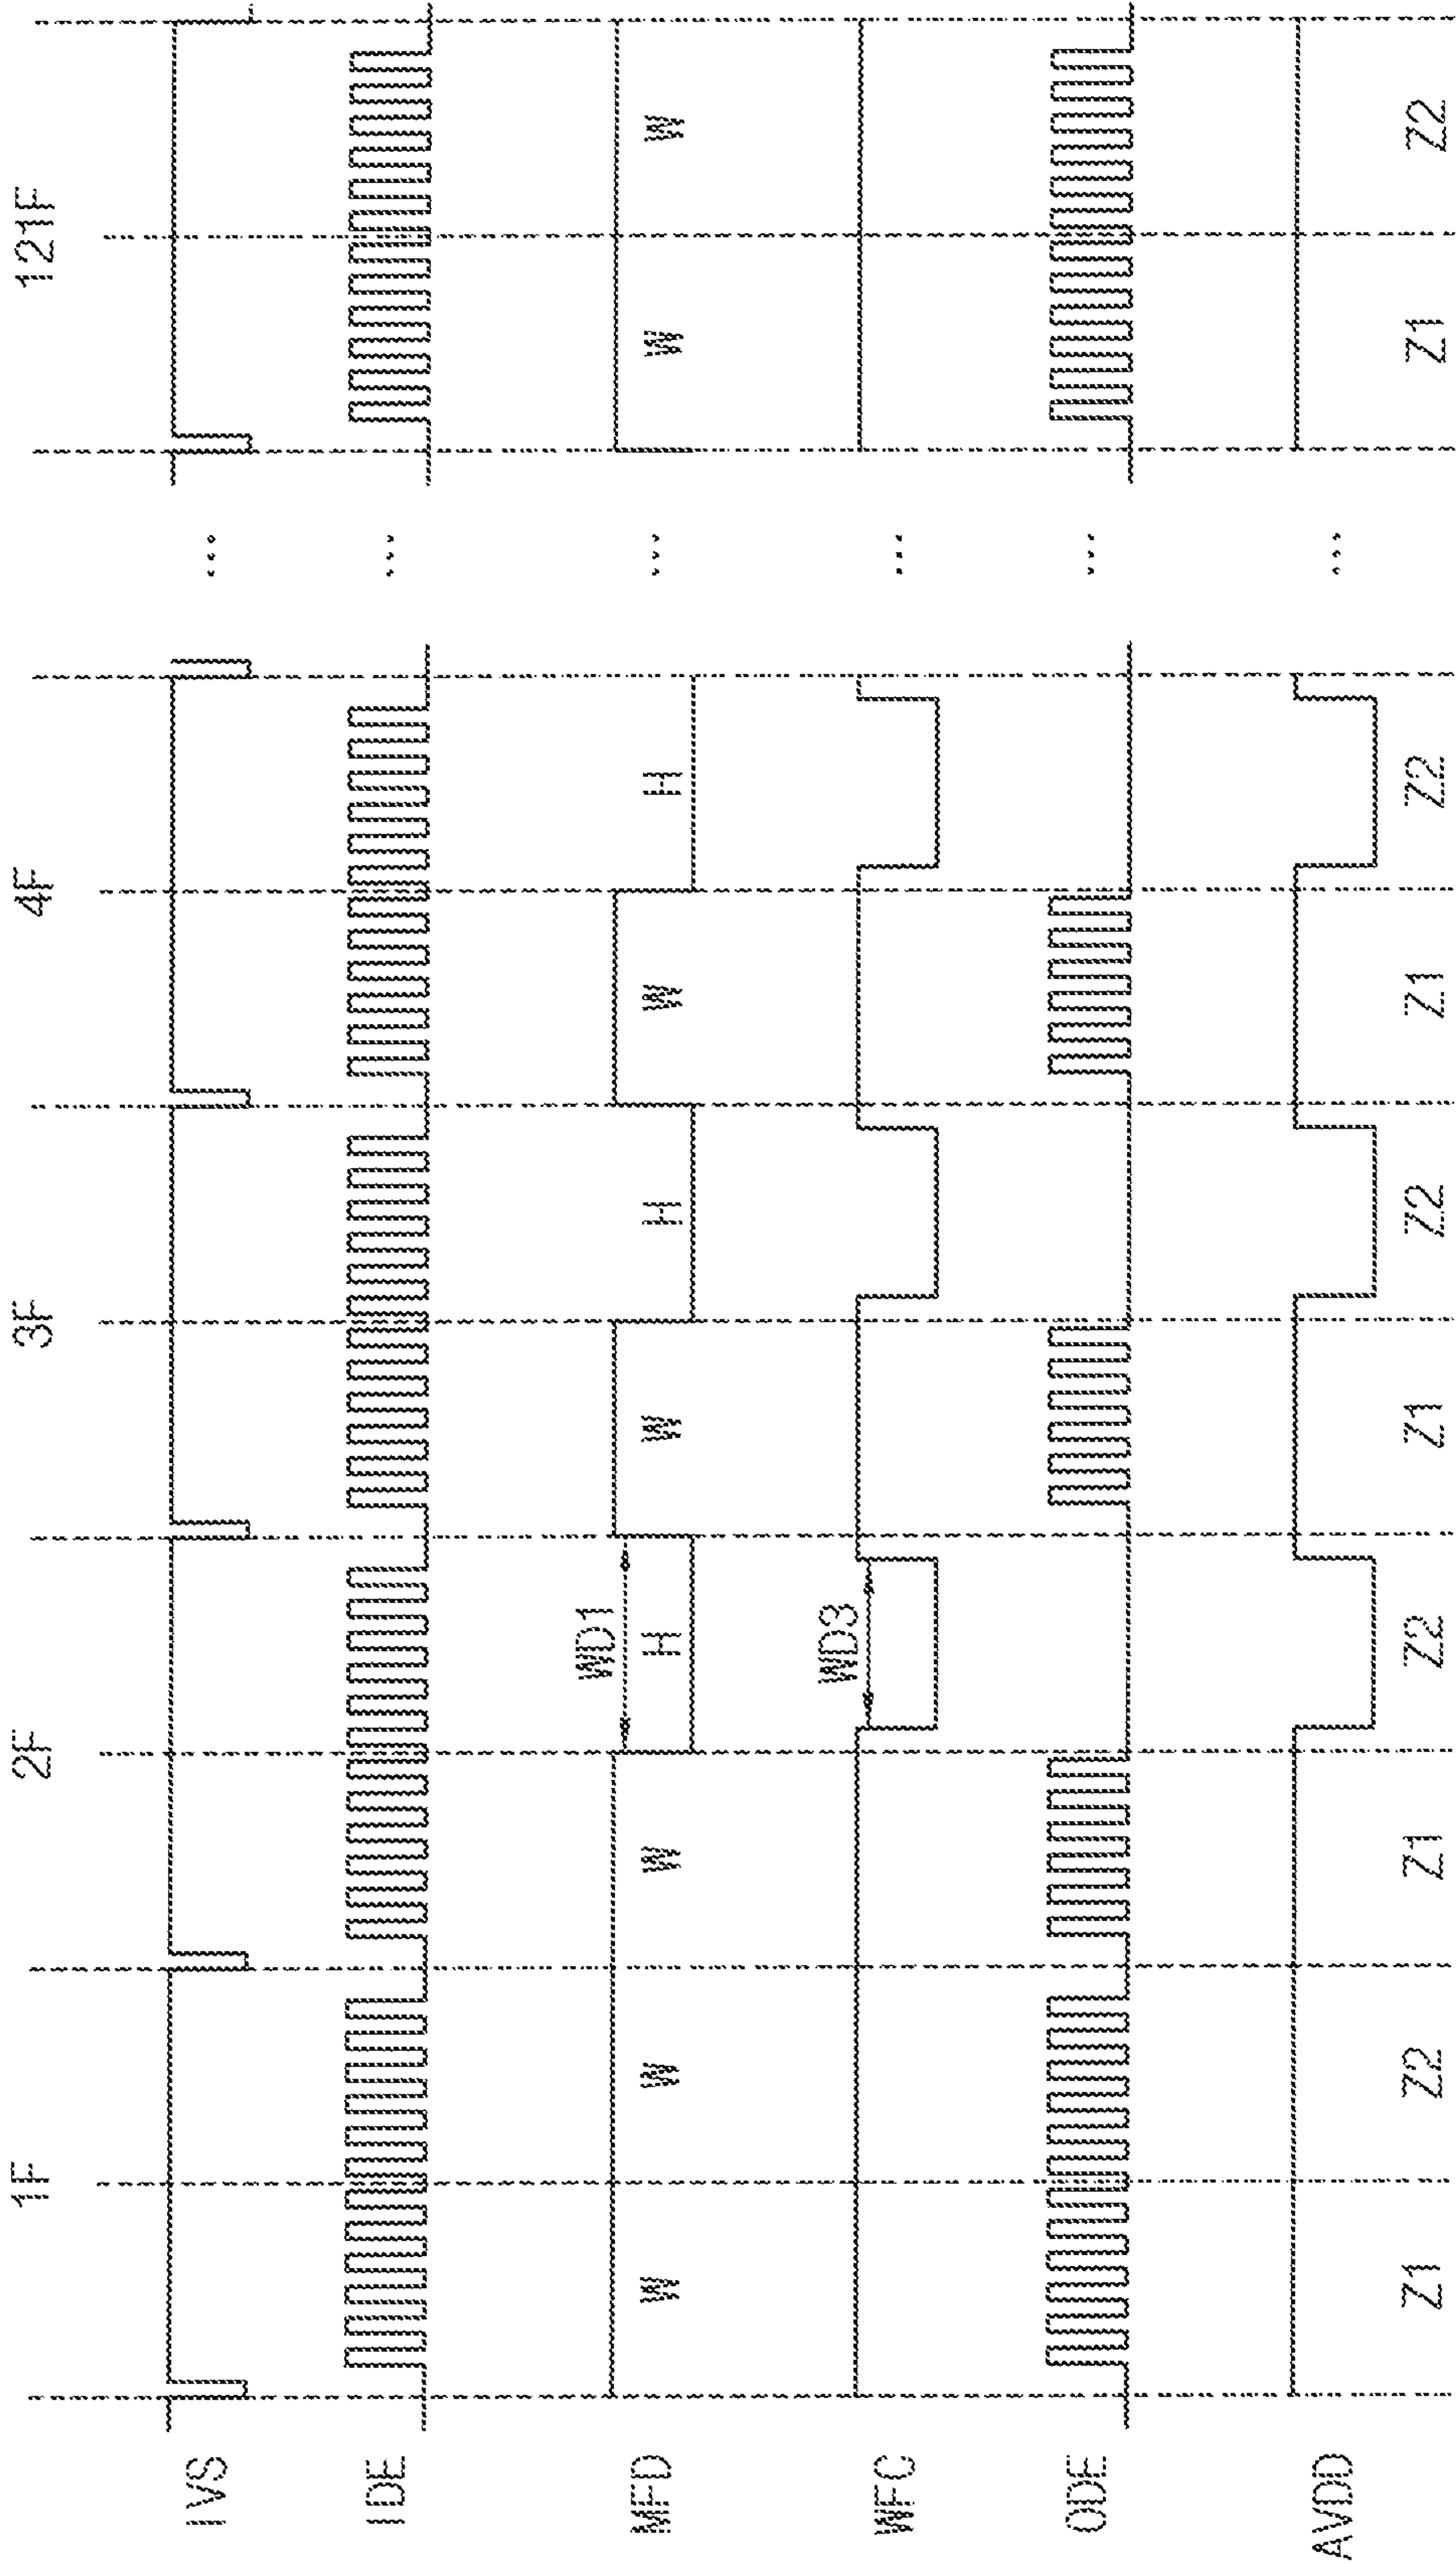 1F 2F 3F 4F 121F
IVS ...
IDE ...
WD1
MFD W W W H W H W H ... W W
WD3
WFC ...
ODE ...
AVDD ...
Z1 Z2 Z1 Z2 Z1 Z2 Z1 Z2 Z1 Z2